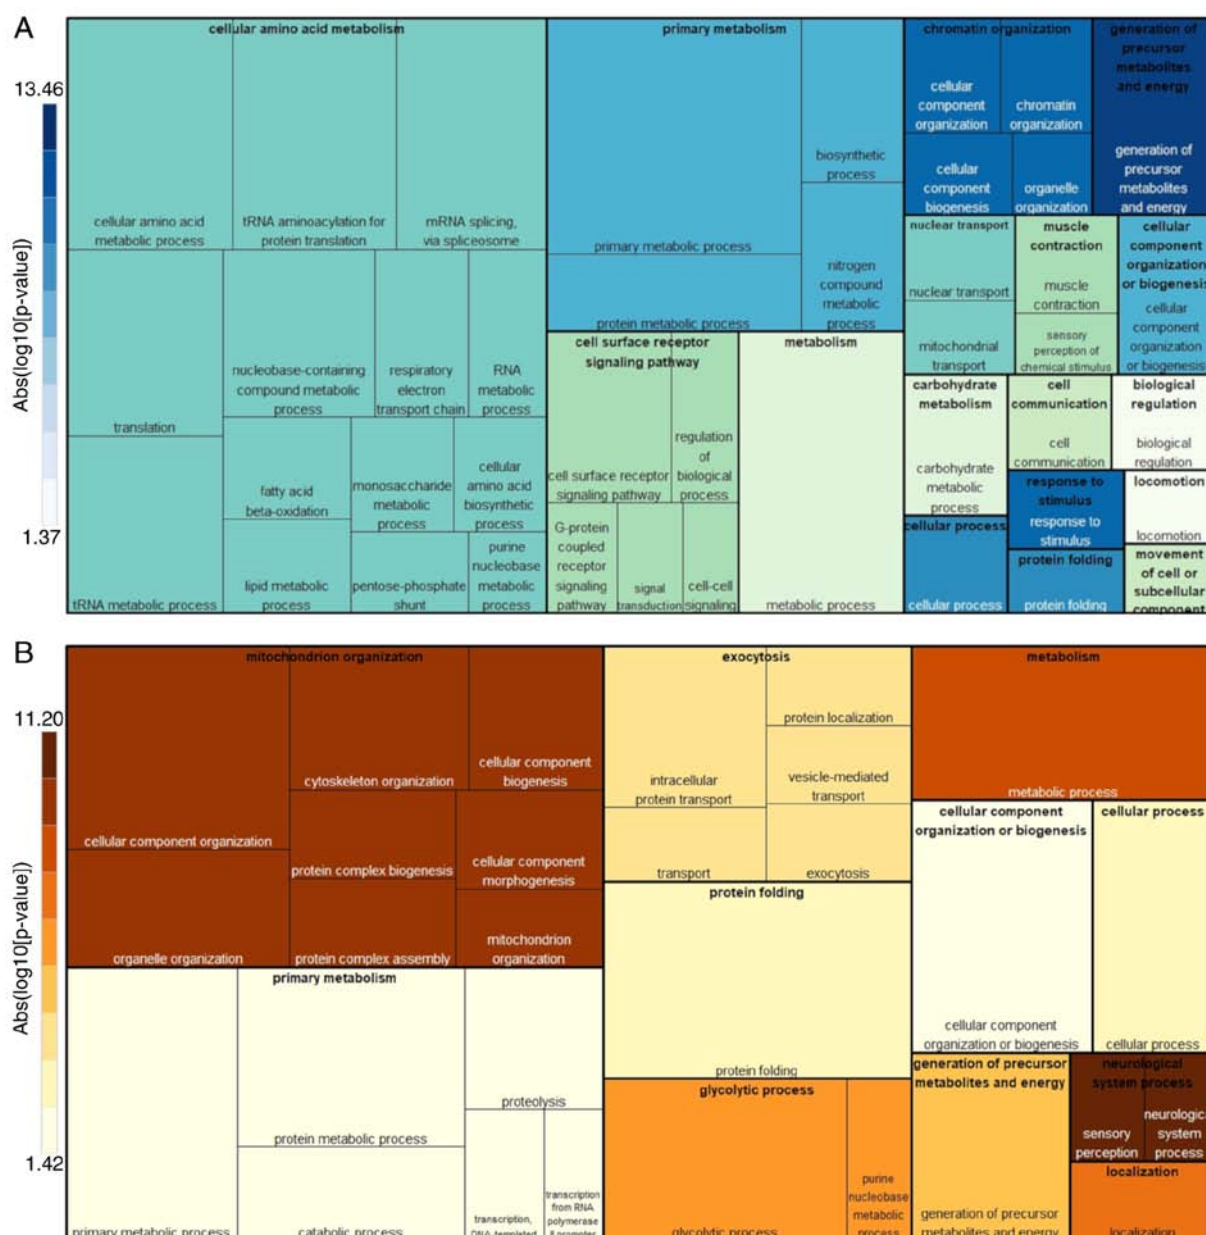 A
13.46
Abs(log10[p-value])
1.37
cellular amino acid metabolism
cellular amino acid
metabolic process
tRNA aminoacylation for
protein translation
mRNA splicing,
via spliceosome
translation
tRNA metabolic process
nucleobase-containing
compound metabolic
process
respiratory
electron
transport chain
RNA
metabolic
process
fatty acid
beta-oxidation
lipid metabolic
process
monosaccharide
metabolic
process
cellular
amino acid
biosynthetic
process
pentose-phosphate
shunt
purine
nucleobase
metabolic
process
primary metabolism
primary metabolic process
protein metabolic process
biosynthetic
process
nitrogen
compound
metabolic
process
cell surface receptor
signaling pathway
cell surface receptor
signaling pathway
regulation
of
biological
process
G-protein
coupled
receptor
signaling
pathway
signal
transduction
cell-cell
signaling
metabolism
metabolic process
chromatin organization
cellular
component
organization
chromatin
organization
cellular
component
biogenesis
organelle
organization
generation of
precursor
metabolites
and energy
generation of
precursor
metabolites
and energy
nuclear transport
nuclear transport
mitochondrial
transport
muscle
contraction
muscle
contraction
sensory
perception of
chemical stimulus
cellular
component
organization
or biogenesis
cellular
component
organization
or biogenesis
carbohydrate
metabolism
carbohydrate
metabolic
process
cell
communication
cell
communication
biological
regulation
biological
regulation
response to
stimulus
response to
stimulus
locomotion
locomotion
cellular process
cellular process
protein folding
protein folding
movement
of cell or
subcellular
component
B
11.20
Abs(log10[p-value])
1.42
mitochondrion organization
cellular component organization
organelle organization
cytoskeleton organization
cellular component
biogenesis
protein complex biogenesis
cellular component
morphogenesis
protein complex assembly
mitochondrion
organization
primary metabolism
primary metabolic process
protein metabolic process
catabolic process
proteolysis
transcription,
DNA-templated
transcription
from RNA
polymerase
II promoter
exocytosis
intracellular
protein transport
transport
protein localization
vesicle-mediated
transport
exocytosis
protein folding
protein folding
glycolytic process
glycolytic process
purine
nucleobase
metabolic
process
metabolism
metabolic process
cellular component
organization or biogenesis
cellular component
organization or biogenesis
cellular process
cellular process
generation of precursor
metabolites and energy
generation of precursor
metabolites and energy
neurological
system process
sensory
perception
neurologica
system
process
localization
localization